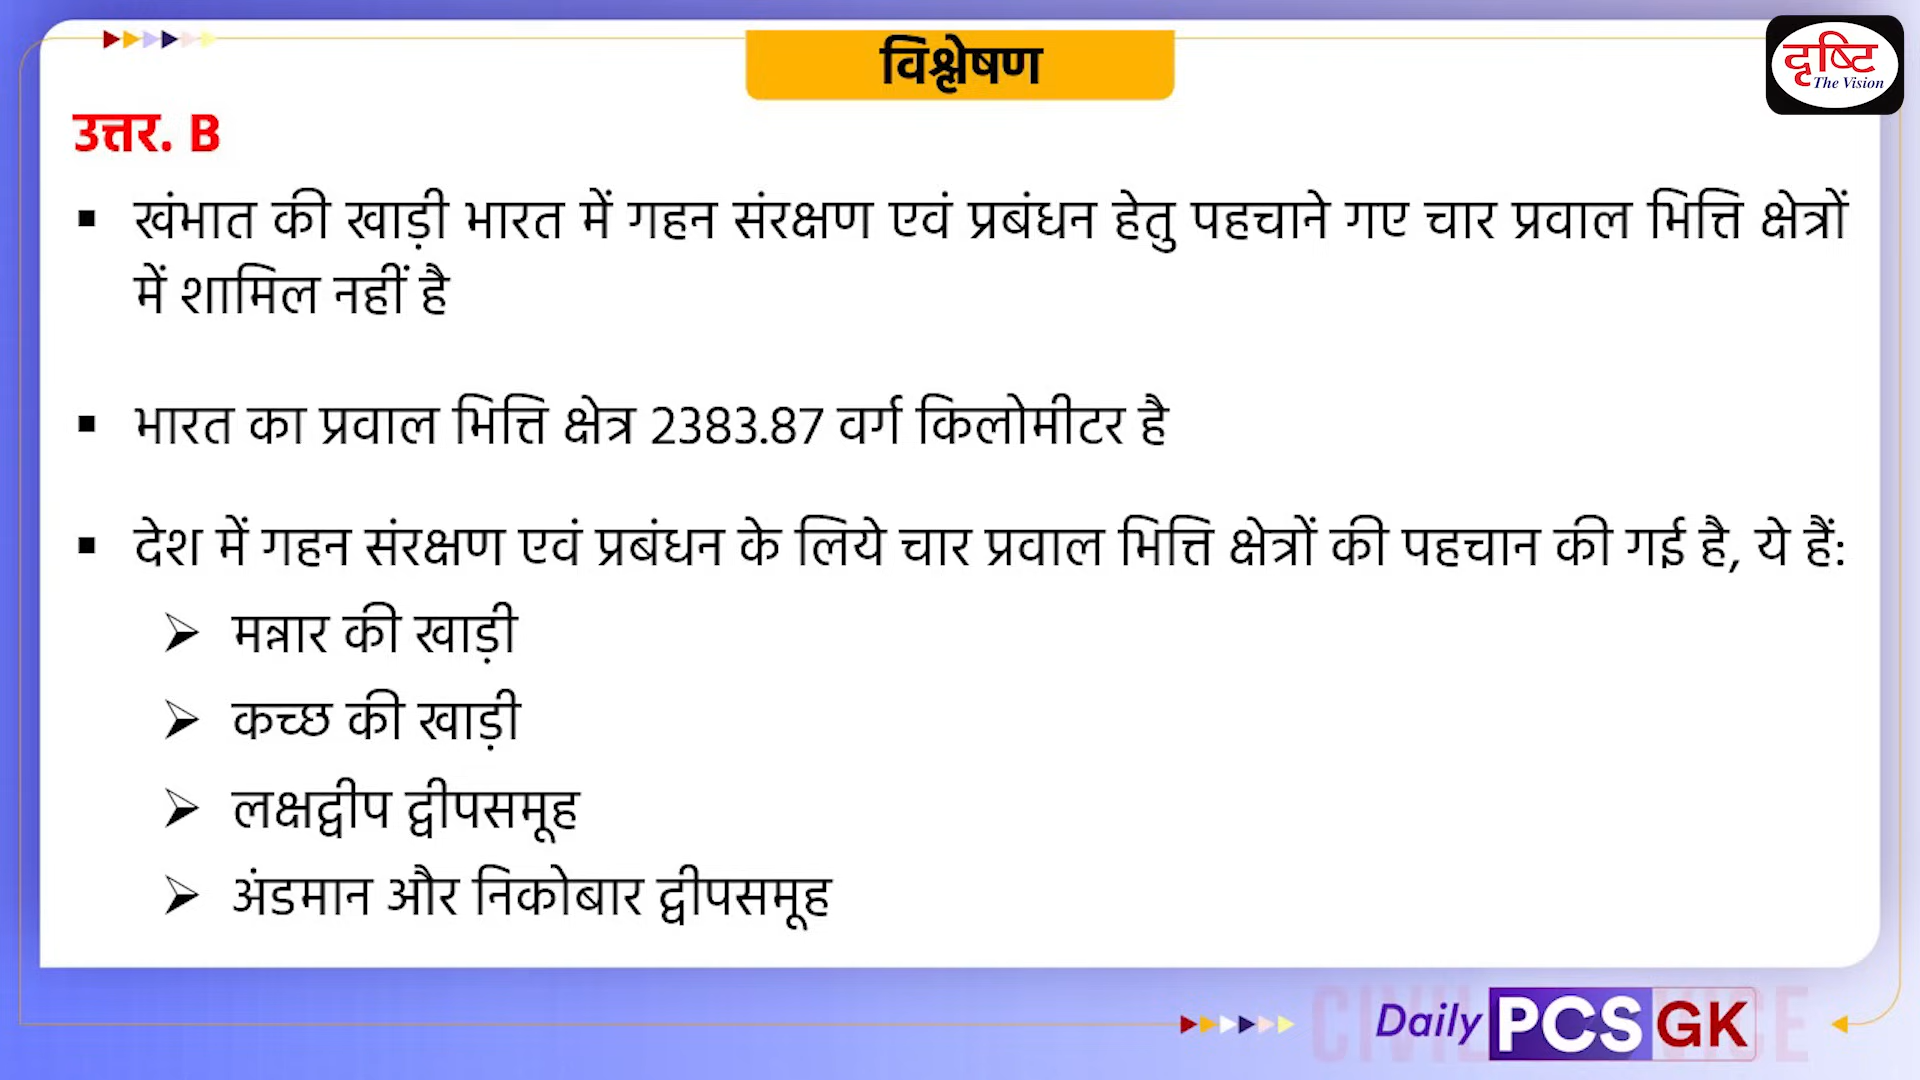 विश्लेषण
दृष्टि
The Vision
उत्तर. B
▪ खंभात की खाड़ी भारत में गहन संरक्षण एवं प्रबंधन हेतु पहचाने गए चार प्रवाल भित्ति क्षेत्रों
में शामिल नहीं है
▪ भारत का प्रवाल भित्ति क्षेत्र 2383.87 वर्ग किलोमीटर है
▪ देश में गहन संरक्षण एवं प्रबंधन के लिये चार प्रवाल भित्ति क्षेत्रों की पहचान की गई है, ये हैं:
➢ मन्नार की खाड़ी
➢ कच्छ की खाड़ी
➢ लक्षद्वीप द्वीपसमूह
➢ अंडमान और निकोबार द्वीपसमूह
Daily PCS GK